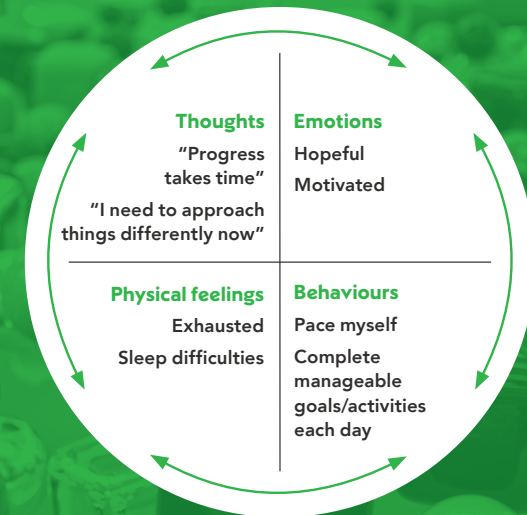 Thoughts
“Progress
takes time”
“I need to approach
things differently now”
Emotions
Hopeful
Motivated
Physical feelings
Exhausted
Sleep difficulties
Behaviours
Pace myself
Complete
manageable
goals/activities
each day